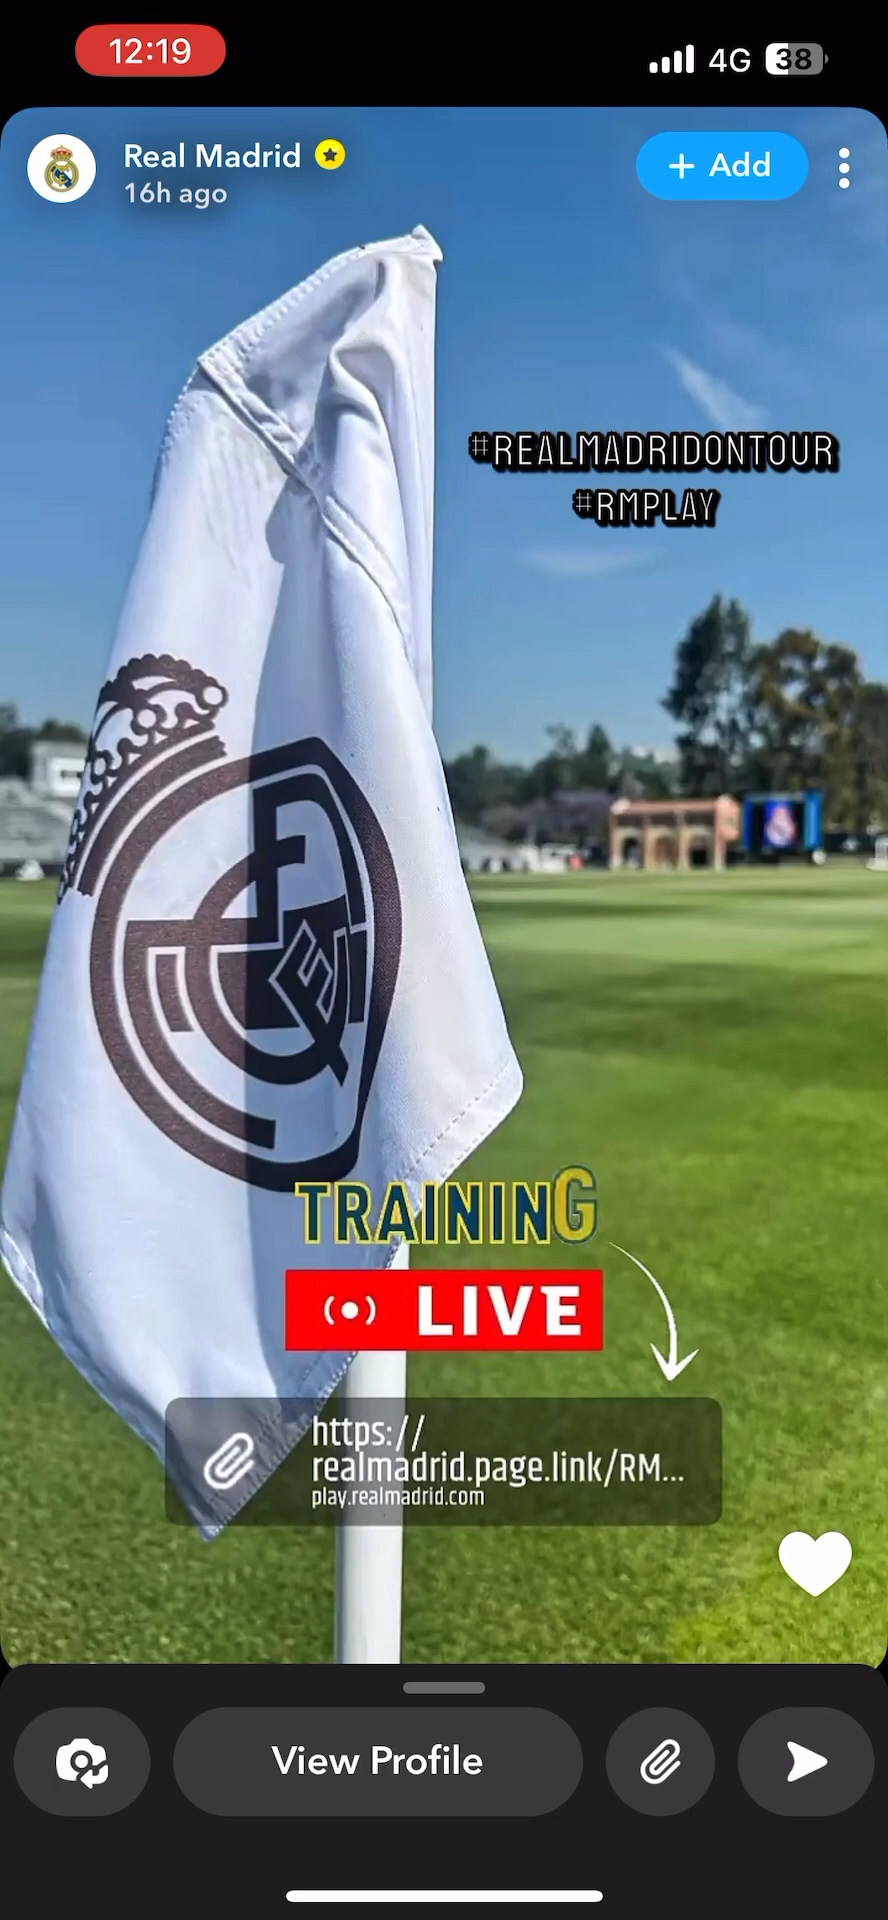 12:19
4G 38
Real Madrid
16h ago
+ Add
#REALMADRIDONTOUR
#RMPLAY
TRAINING
LIVE
https://
realmadrid.page.link/RM...
play.realmadrid.com
View Profile